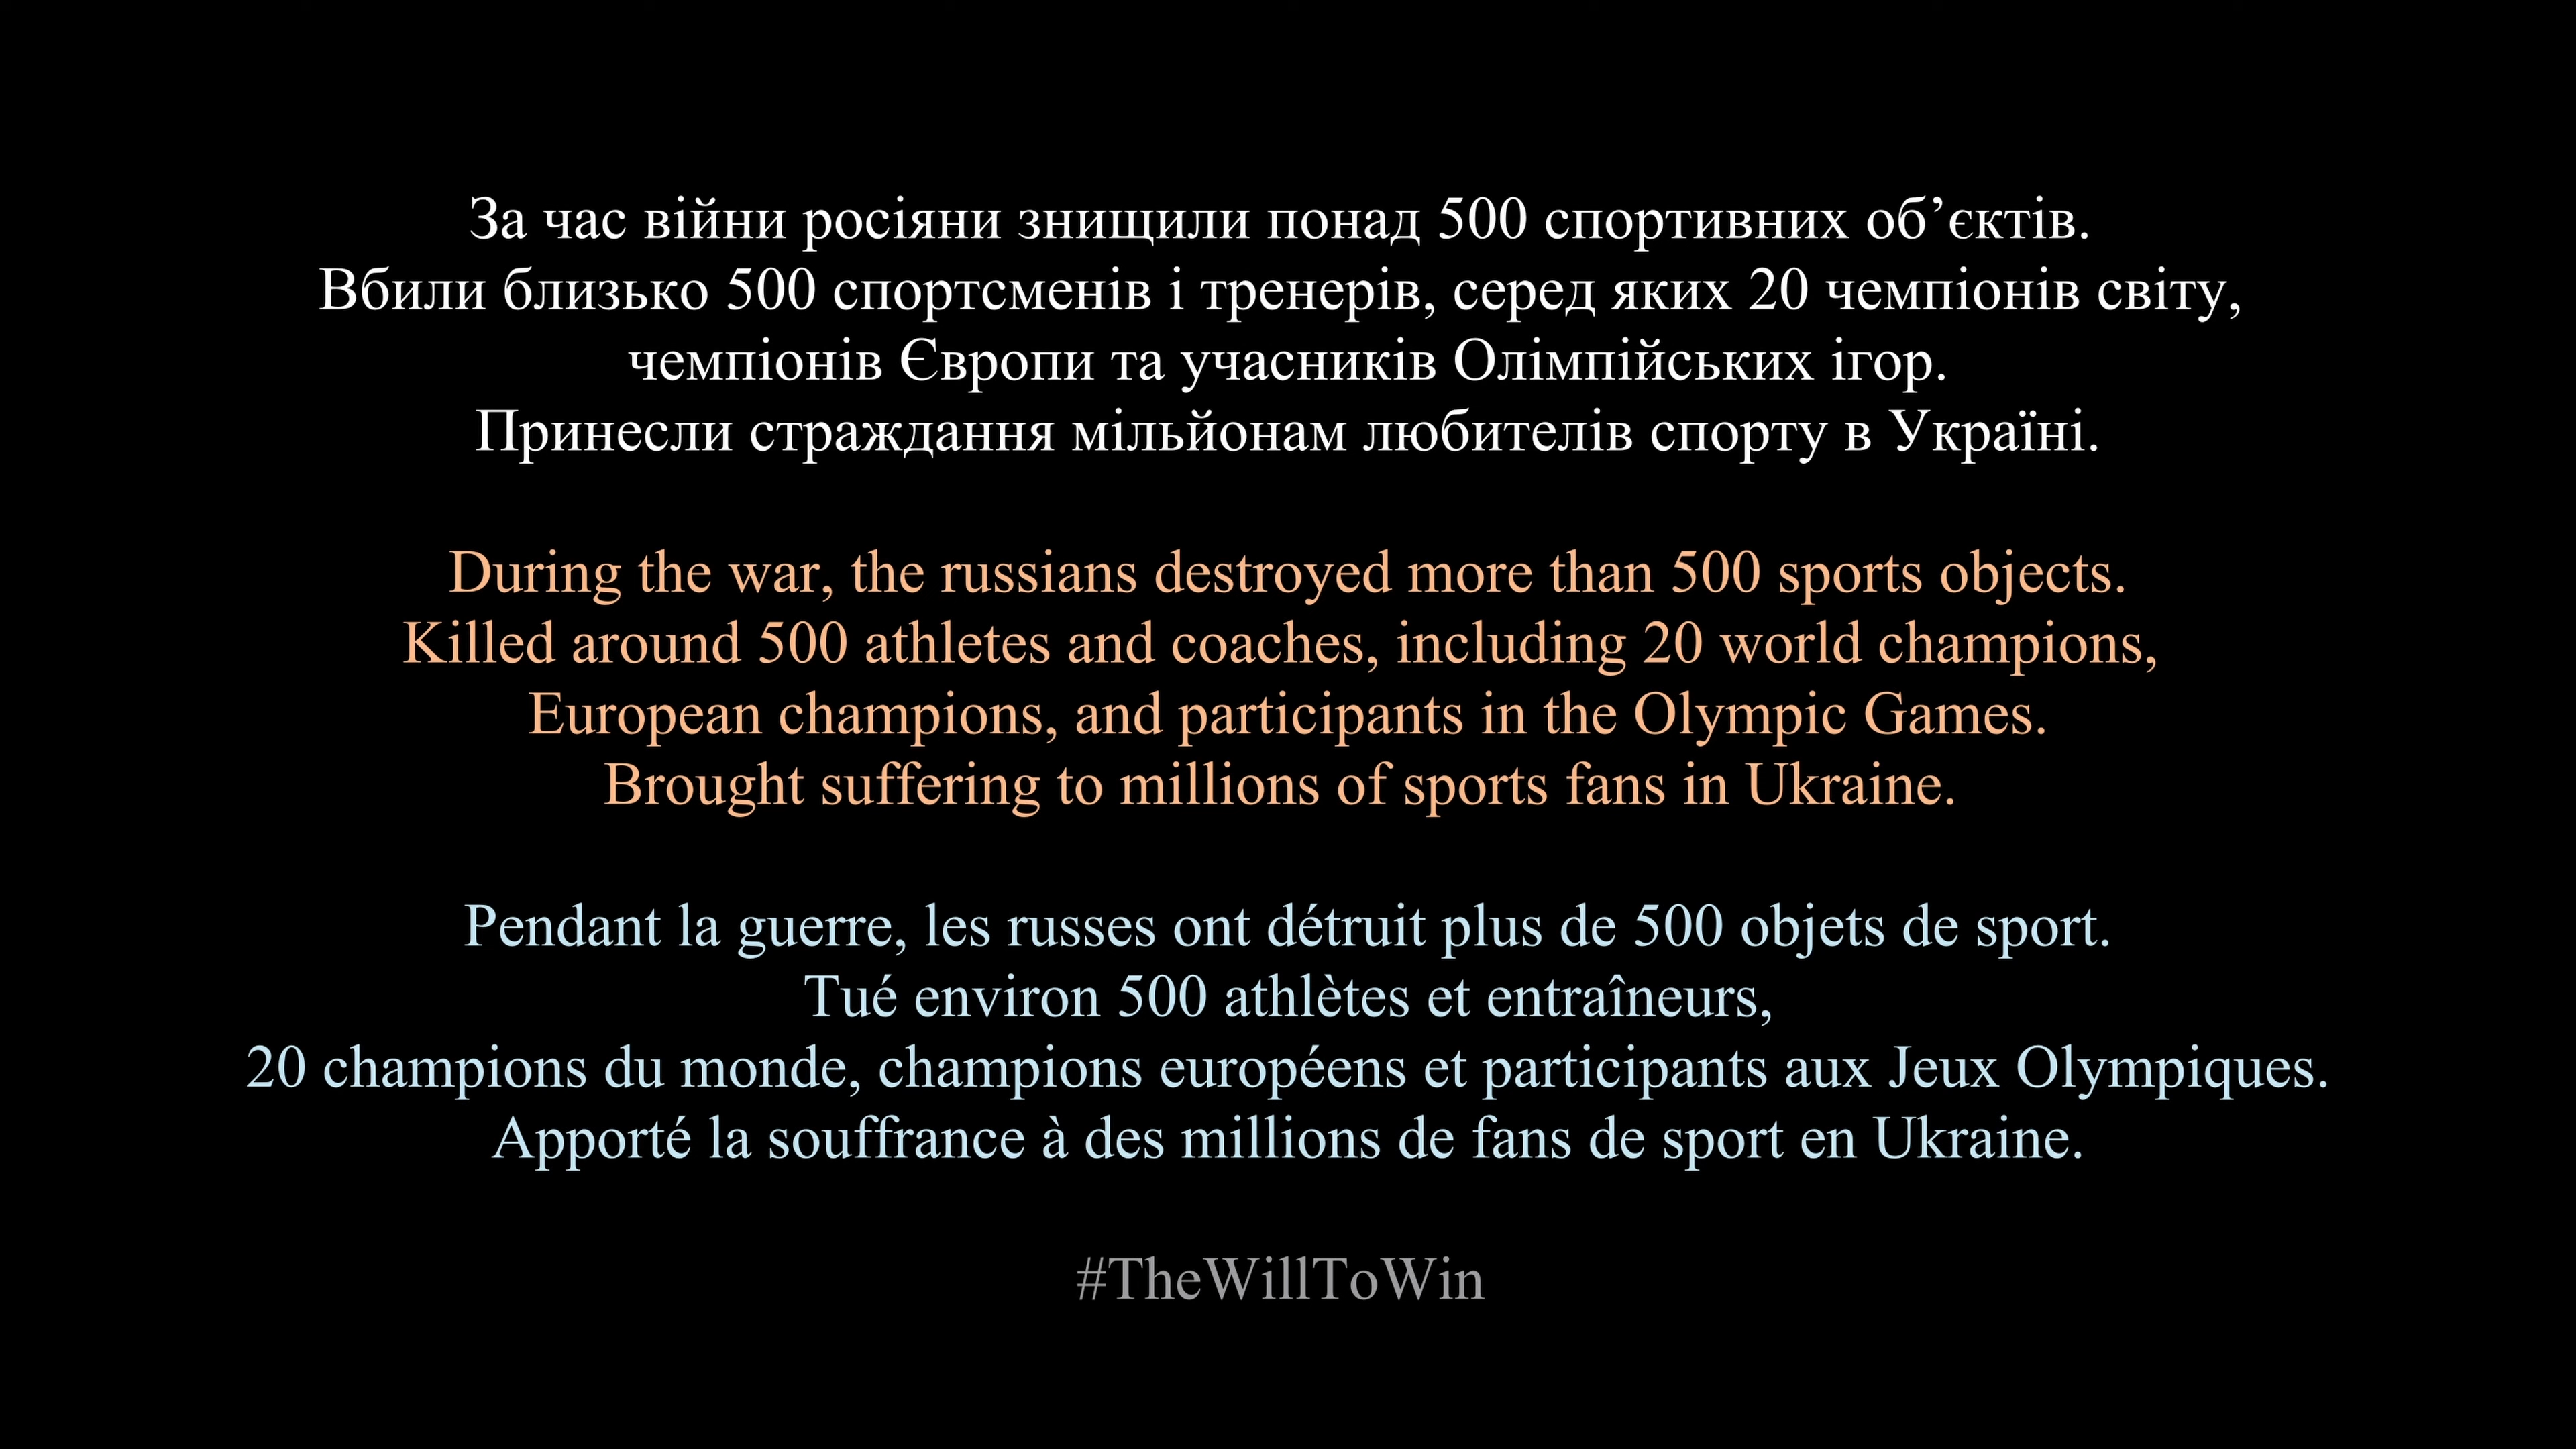 За час війни росіяни знищили понад 500 спортивних об’єктів.
Вбили близько 500 спортсменів і тренерів, серед яких 20 чемпіонів світу,
чемпіонів Європи та учасників Олімпійських ігор.
Принесли страждання мільйонам любителів спорту в Україні.
During the war, the russians destroyed more than 500 sports objects.
Killed around 500 athletes and coaches, including 20 world champions,
European champions, and participants in the Olympic Games.
Brought suffering to millions of sports fans in Ukraine.
Pendant la guerre, les russes ont détruit plus de 500 objets de sport.
Tué environ 500 athlètes et entraîneurs,
20 champions du monde, champions européens et participants aux Jeux Olympiques.
Apporté la souffrance à des millions de fans de sport en Ukraine.
#TheWillToWin